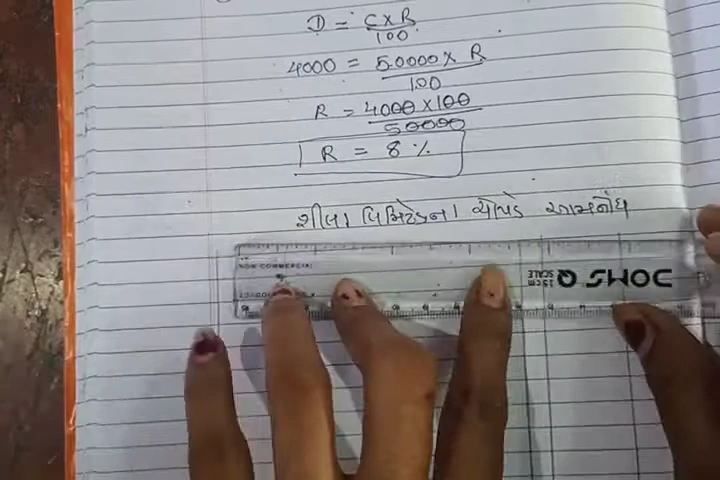 D = C × R / 100
4000 = 50000 × R / 100
R = 4000 × 100 / 50000
R = 8 %
શીલા લિમિટેડના ચોપડે આમનોંધ
NON COMMERCIAL
DOMS Q
15 cm
SCALE